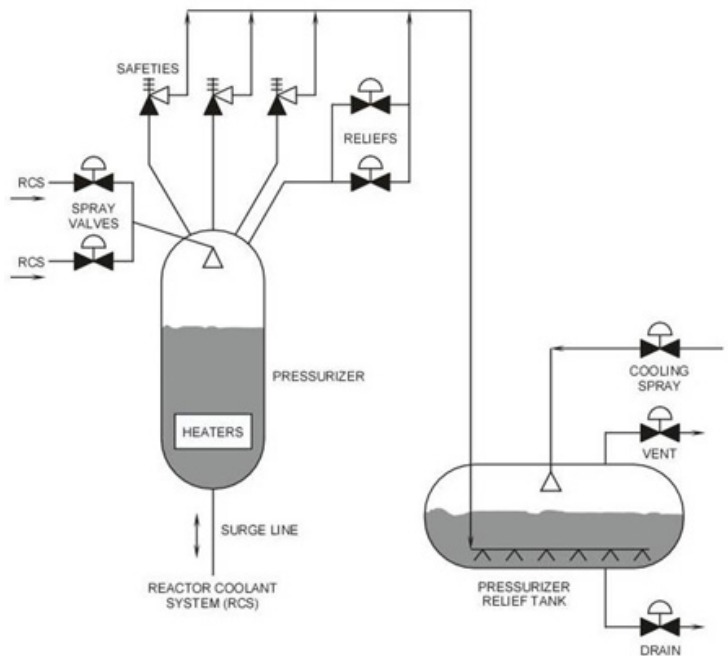 SAFETIES
RELIEFS
RCS
SPRAY
VALVES
RCS
PRESSURIZER
HEATERS
COOLING
SPRAY
VENT
SURGE LINE
REACTOR COOLANT
SYSTEM (RCS)
PRESSURIZER
RELIEF TANK
DRAIN